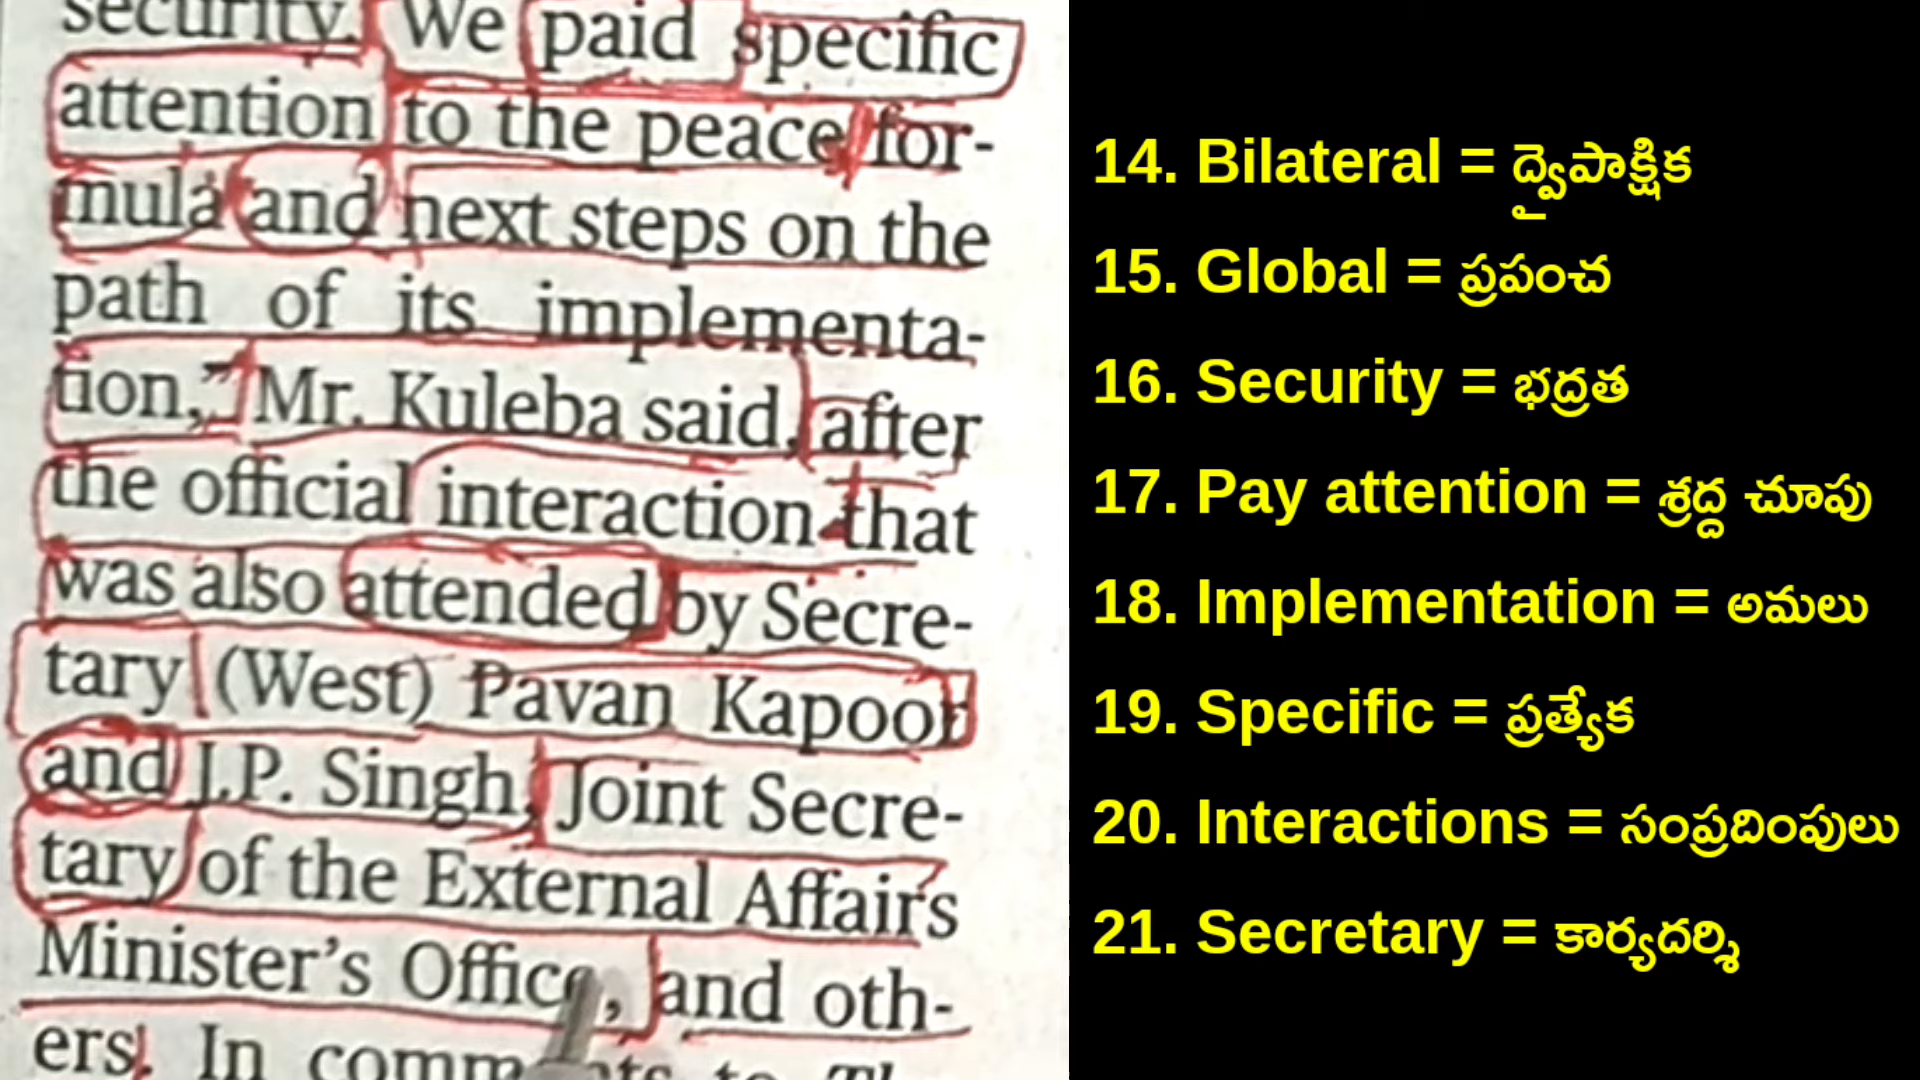 security. We paid specific
attention to the peace for-
mula and next steps on the
path of its implementa-
tion,” Mr. Kuleba said, after
the official interaction that
was also attended by Secre-
tary (West) Pavan Kapoor
and J.P. Singh, Joint Secre-
tary of the External Affairs
Minister’s Office, and oth-
ers. In to
14. Bilateral = ద్వైపాక్షిక
15. Global = ప్రపంచ
16. Security = భద్రత
17. Pay attention = శ్రద్ద చూపు
18. Implementation = అమలు
19. Specific = ప్రత్యేక
20. Interactions = సంప్రదింపులు
21. Secretary = కార్యదర్శి